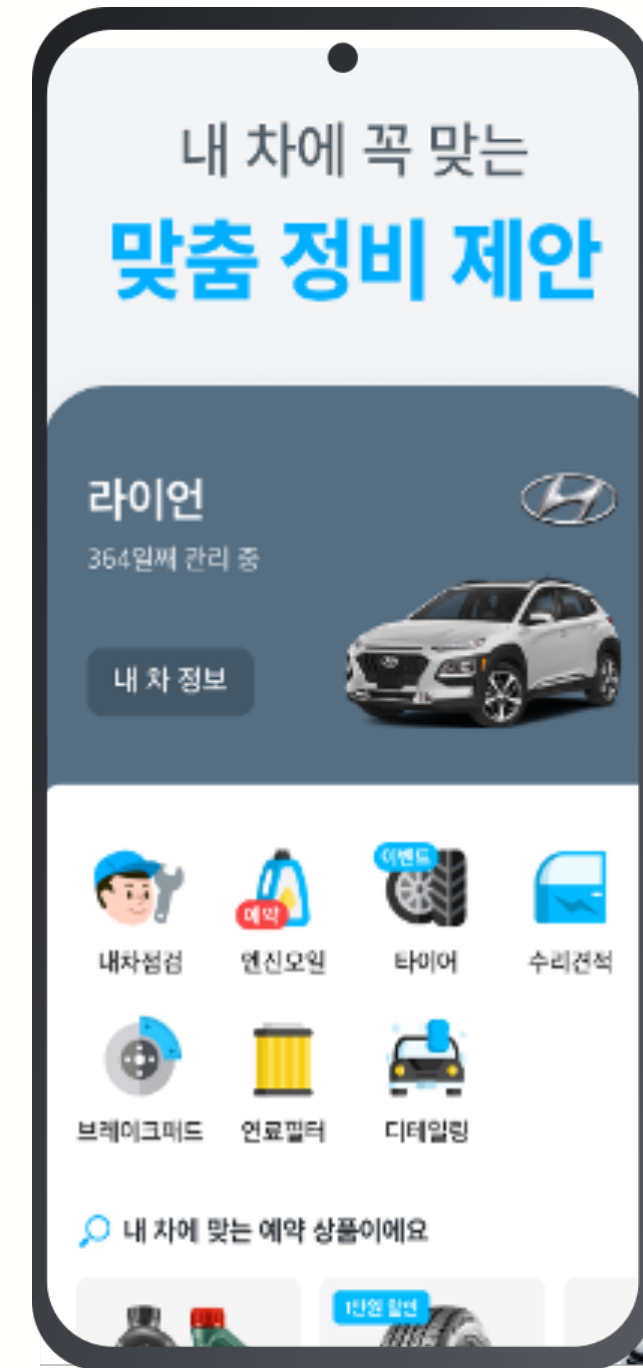 내 차에 꼭 맞는
맞춤 정비 제안
라이언
364일째 관리 중
내 차 정보
이벤트
예약
내차점검 엔진오일 타이어 수리견적
브레이크패드 연료필터 디테일링
내 차에 맞는 예약 상품이에요
1만원 할인